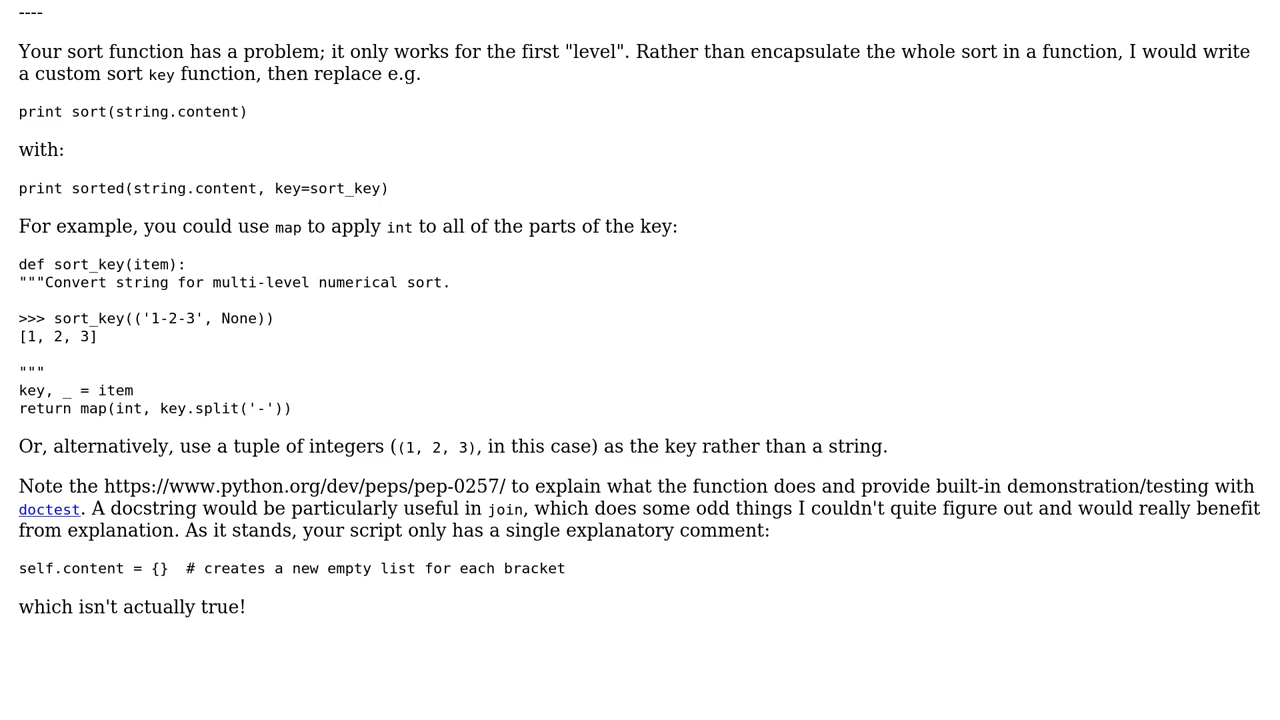 ----
Your sort function has a problem; it only works for the first "level". Rather than encapsulate the whole sort in a function, I would write
a custom sort key function, then replace e.g.
print sort(string.content)
with:
print sorted(string.content, key=sort_key)
For example, you could use map to apply int to all of the parts of the key:
def sort_key(item):
"""Convert string for multi-level numerical sort.
>>> sort_key(('1-2-3', None))
[1, 2, 3]
"""
key, _ = item
return map(int, key.split('-'))
Or, alternatively, use a tuple of integers ((1, 2, 3), in this case) as the key rather than a string.
Note the https://www.python.org/dev/peps/pep-0257/ to explain what the function does and provide built-in demonstration/testing with
doctest. A docstring would be particularly useful in join, which does some odd things I couldn't quite figure out and would really benefit
from explanation. As it stands, your script only has a single explanatory comment:
self.content = {}  # creates a new empty list for each bracket
which isn't actually true!